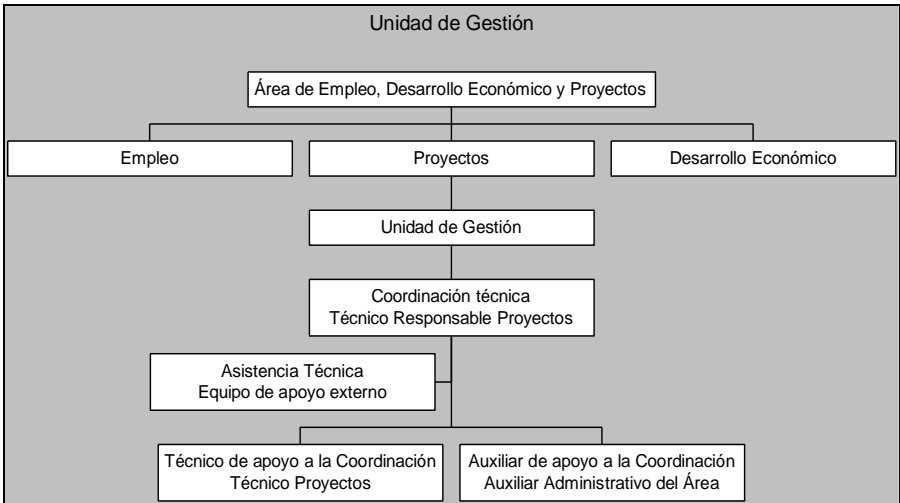 Unidad de Gestión
Área de Empleo, Desarrollo Económico y Proyectos
Empleo
Proyectos
Desarrollo Económico
Unidad de Gestión
Coordinación técnica
Técnico Responsable Proyectos
Asistencia Técnica
Equipo de apoyo externo
Técnico de apoyo a la Coordinación
Técnico Proyectos
Auxiliar de apoyo a la Coordinación
Auxiliar Administrativo del Área